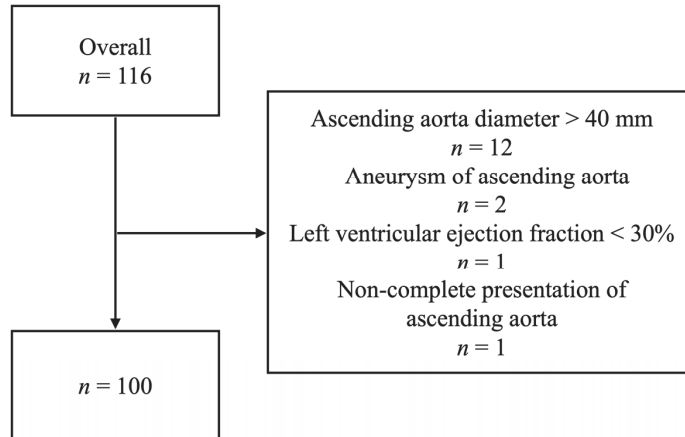 Overall
n = 116
Ascending aorta diameter > 40 mm
n = 12
Aneurysm of ascending aorta
n = 2
Left ventricular ejection fraction < 30%
n = 1
Non-complete presentation of
ascending aorta
n = 1
n = 100